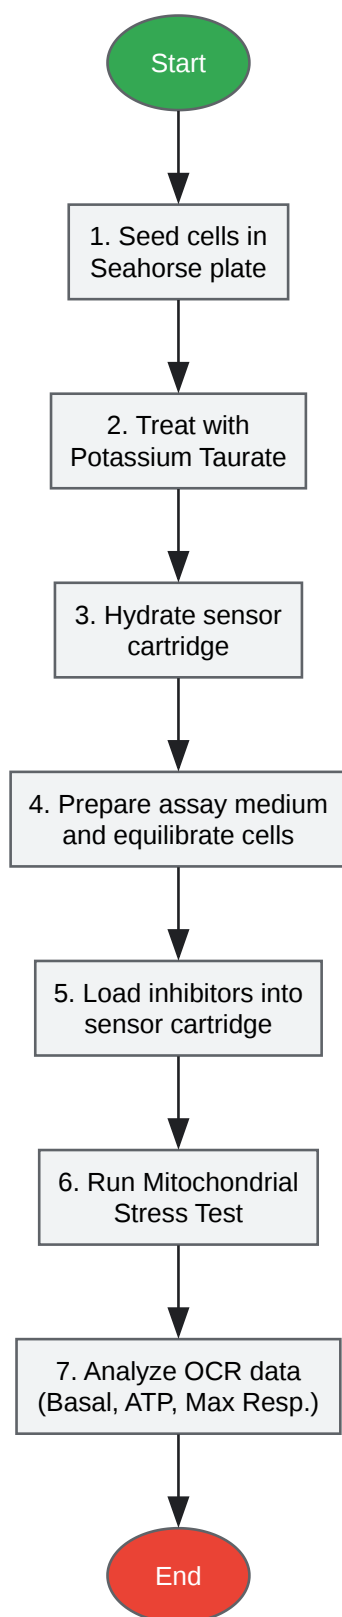 Start
1. Seed cells in
Seahorse plate
2. Treat with
Potassium Taurate
3. Hydrate sensor
cartridge
4. Prepare assay medium
and equilibrate cells
5. Load inhibitors into
sensor cartridge
6. Run Mitochondrial
Stress Test
7. Analyze OCR data
(Basal, ATP, Max Resp.)
End